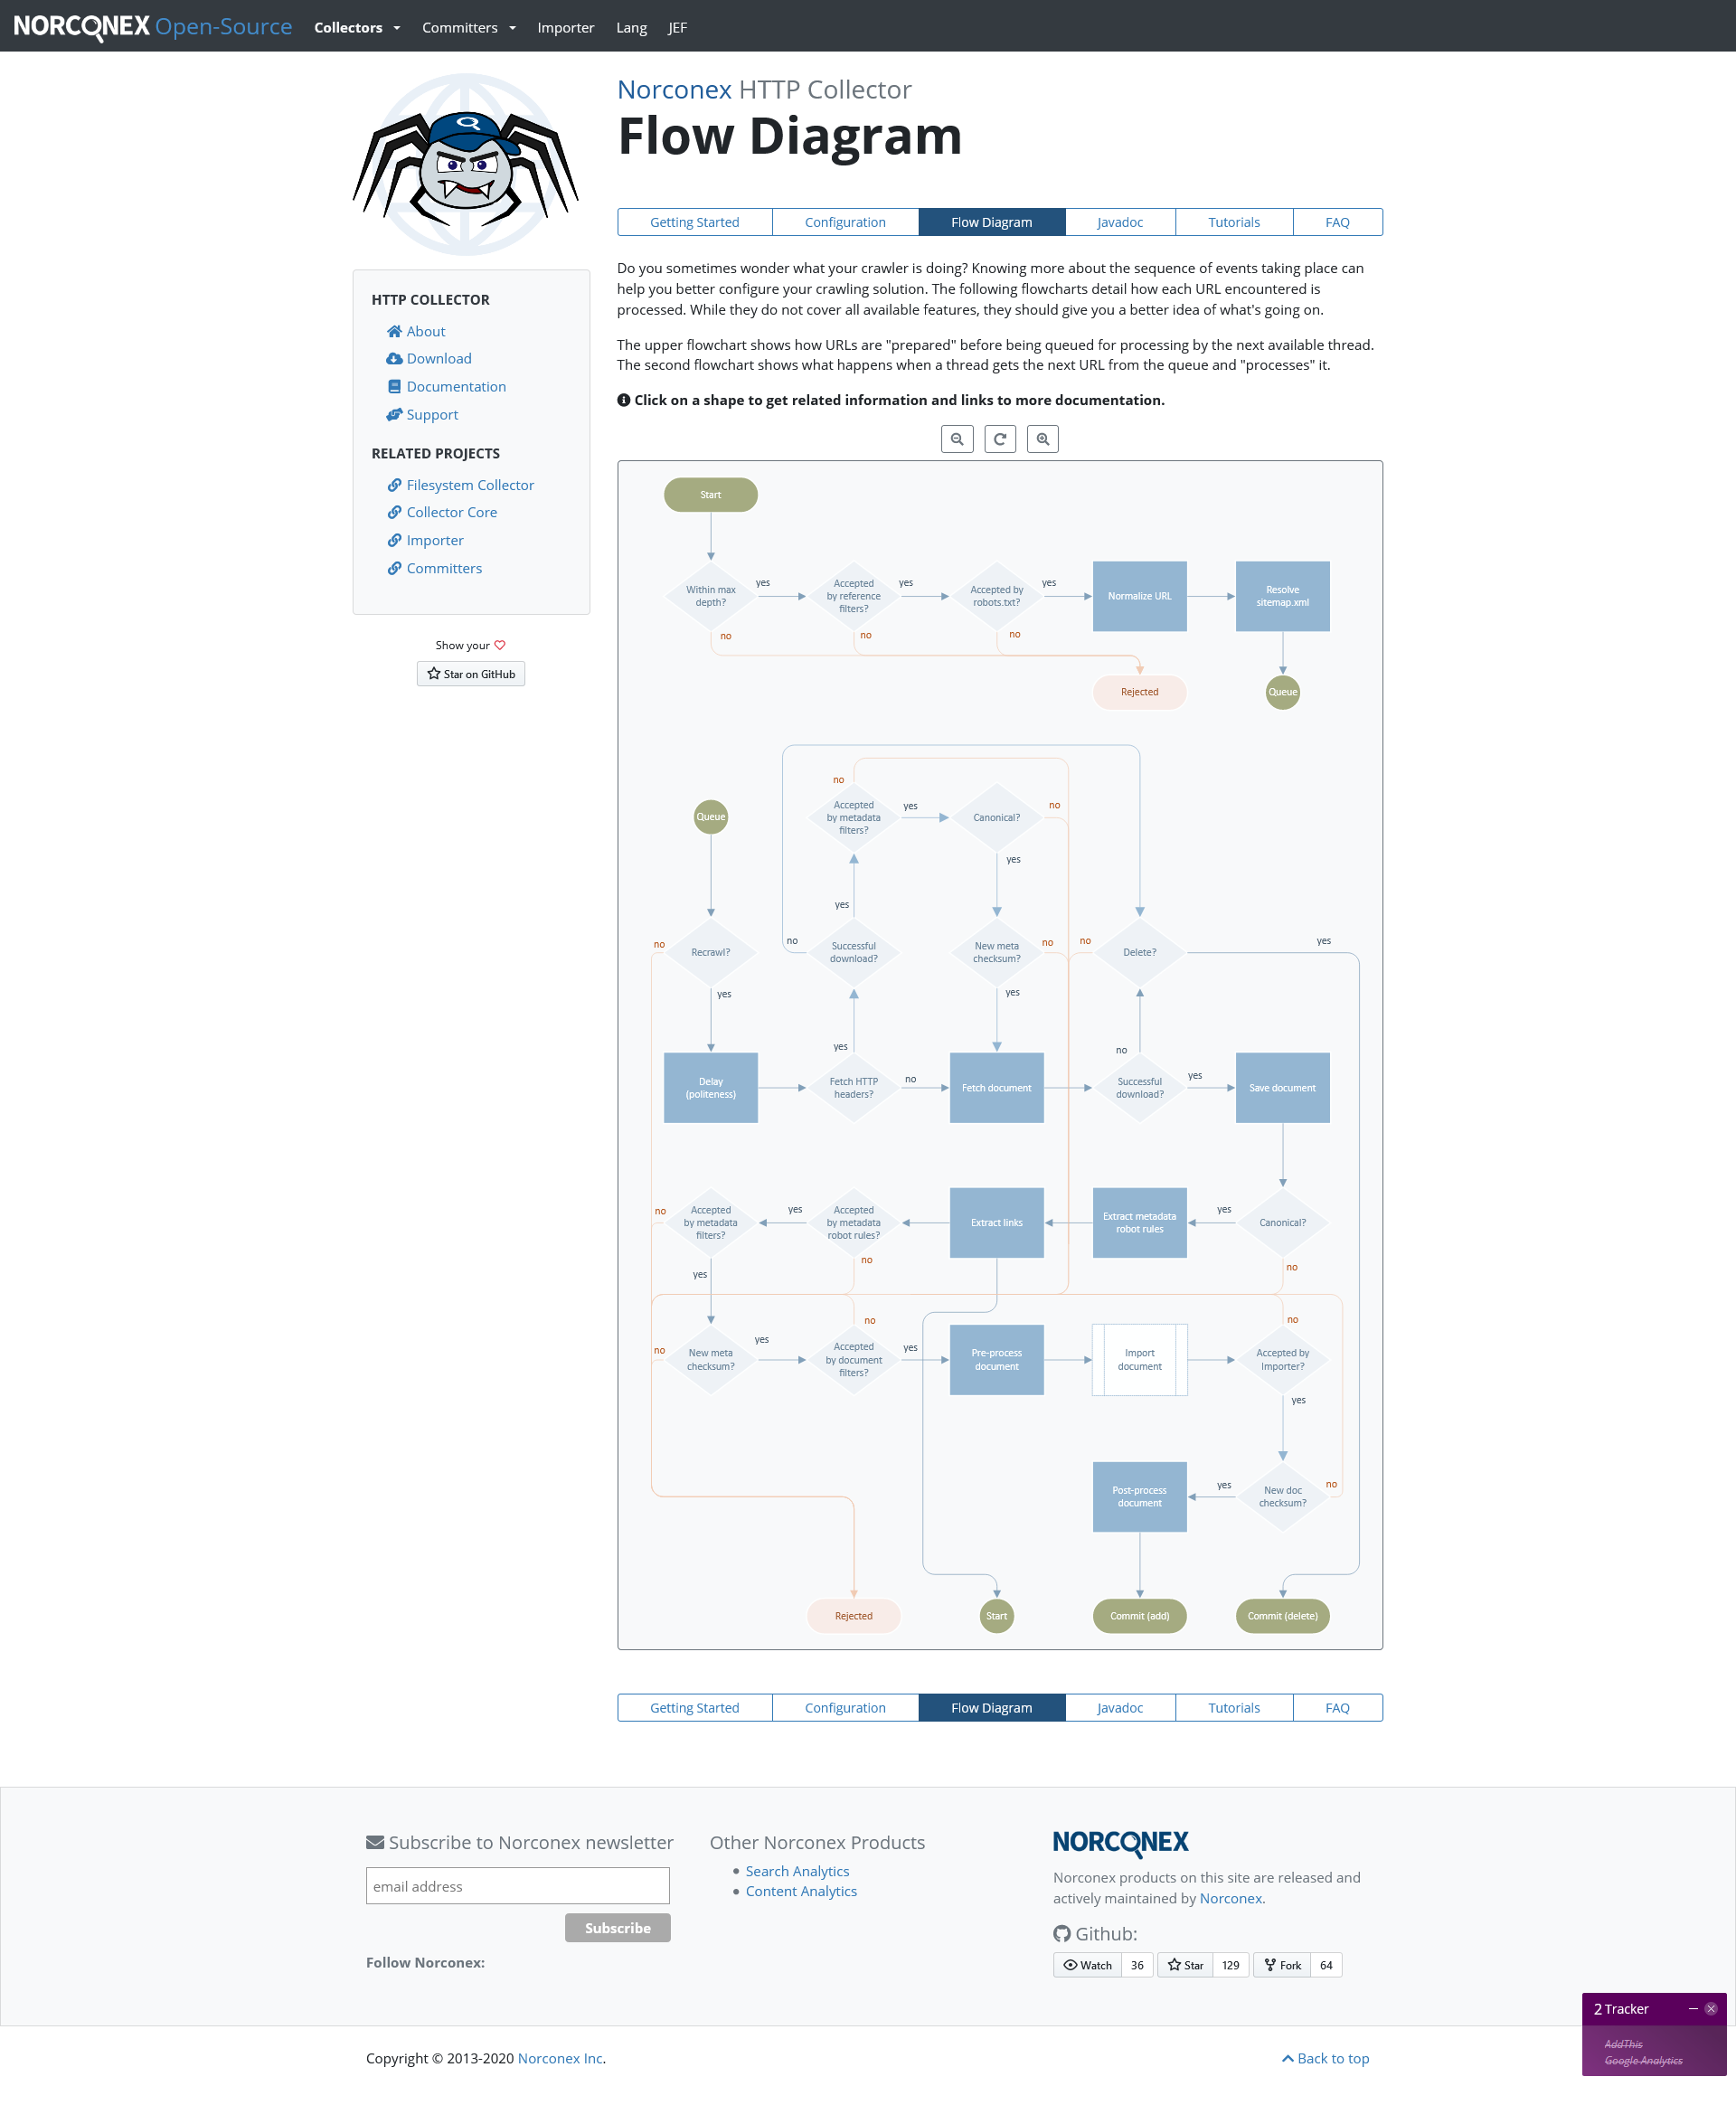 NORCONEX Open-Source Collectors Committers Importer Lang JEF
Norconex HTTP Collector
Flow Diagram
Getting Started Configuration Flow Diagram Javadoc Tutorials FAQ
HTTP COLLECTOR
About
Download
Documentation
Support
RELATED PROJECTS
Filesystem Collector
Collector Core
Importer
Committers
Show your
Star on GitHub
Do you sometimes wonder what your crawler is doing? Knowing more about the sequence of events taking place can
help you better configure your crawling solution. The following flowcharts detail how each URL encountered is
processed. While they do not cover all available features, they should give you a better idea of what's going on.
The upper flowchart shows how URLs are "prepared" before being queued for processing by the next available thread.
The second flowchart shows what happens when a thread gets the next URL from the queue and "processes" it.
Click on a shape to get related information and links to more documentation.
Start
Within max
depth?
yes
no
Accepted
by reference
filters?
yes
no
Accepted by
robots.txt?
yes
no
Normalize URL
Resolve
sitemap.xml
Rejected
Queue
Queue
no
Accepted
by metadata
filters?
yes
Canonical?
no
yes
yes
no
Recrawl?
yes
no
Successful
download?
New meta
checksum?
no
yes
no
Delete?
yes
Delay
(politeness)
yes
Fetch HTTP
headers?
no
Fetch document
no
Successful
download?
yes
Save document
no
Accepted
by metadata
filters?
yes
yes
Accepted
by metadata
robot rules?
no
Extract links
Extract metadata
robot rules
yes
Canonical?
no
no
New meta
checksum?
yes
no
Accepted
by document
filters?
yes
Pre-process
document
Import
document
no
Accepted by
Importer?
yes
Post-process
document
yes
New doc
checksum?
no
Rejected
Start
Commit (add)
Commit (delete)
Getting Started Configuration Flow Diagram Javadoc Tutorials FAQ
Subscribe to Norconex newsletter
email address
Subscribe
Follow Norconex:
Other Norconex Products
Search Analytics
Content Analytics
NORCONEX
Norconex products on this site are released and
actively maintained by Norconex.
Github:
Watch 36 Star 129 Fork 64
2 Tracker
AddThis
Google Analytics
Copyright © 2013-2020 Norconex Inc.
Back to top